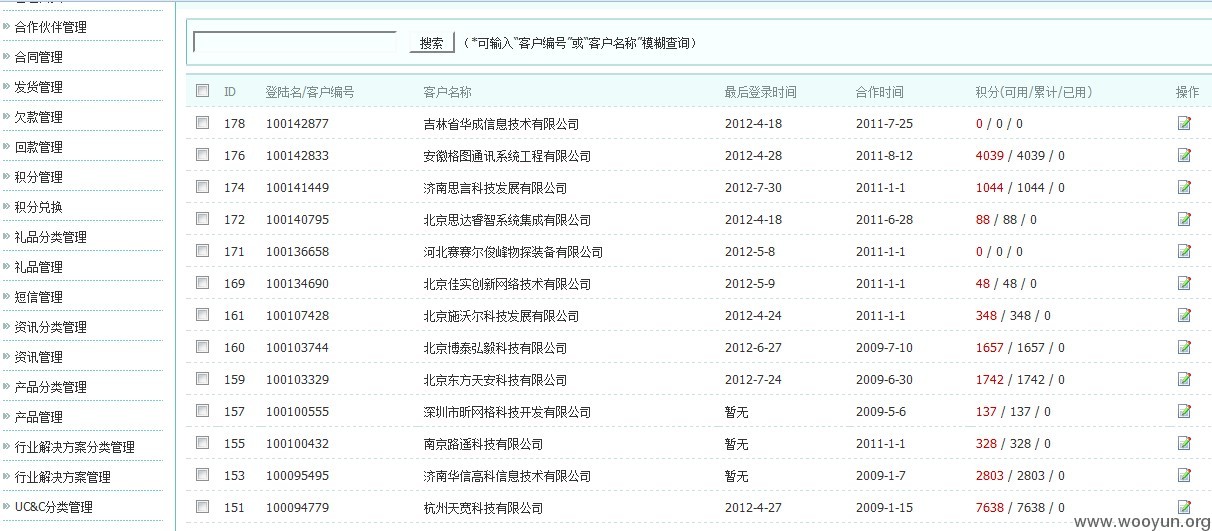 合作伙伴管理
合同管理
发货管理
欠款管理
回款管理
积分管理
积分兑换
礼品分类管理
礼品管理
短信管理
资讯分类管理
资讯管理
产品分类管理
产品管理
行业解决方案分类管理
行业解决方案管理
UC&C分类管理
搜索 (*可输入"客户编号"或"客户名称"模糊查询)
ID 登陆名/客户编号 客户名称 最后登录时间 合作时间 积分(可用/累计/已用) 操作
178 100142877 吉林省华成信息技术有限公司 2012-4-18 2011-7-25 0 / 0 / 0
176 100142833 安徽格图通讯系统工程有限公司 2012-4-28 2011-8-12 4039 / 4039 / 0
174 100141449 济南思言科技发展有限公司 2012-7-30 2011-1-1 1044 / 1044 / 0
172 100140795 北京思达睿智系统集成有限公司 2012-4-18 2011-6-28 88 / 88 / 0
171 100136658 河北赛赛尔俊峰物探装备有限公司 2012-5-8 2011-1-1 0 / 0 / 0
169 100134690 北京佳实创新网络技术有限公司 2012-5-9 2011-1-1 48 / 48 / 0
161 100107428 北京施沃尔科技发展有限公司 2012-4-24 2011-1-1 348 / 348 / 0
160 100103744 北京博泰弘毅科技有限公司 2012-6-27 2009-7-10 1657 / 1657 / 0
159 100103329 北京东方天安科技有限公司 2012-7-24 2009-6-30 1742 / 1742 / 0
157 100100555 深圳市昕网格科技开发有限公司 暂无 2009-5-6 137 / 137 / 0
155 100100432 南京路遥科技有限公司 暂无 2011-1-1 328 / 328 / 0
153 100095495 济南华信高科信息技术有限公司 暂无 2009-1-7 2803 / 2803 / 0
151 100094779 杭州天宽科技有限公司 2012-4-27 2009-1-15 7638 / 7638 / 0
www.wooyun.org